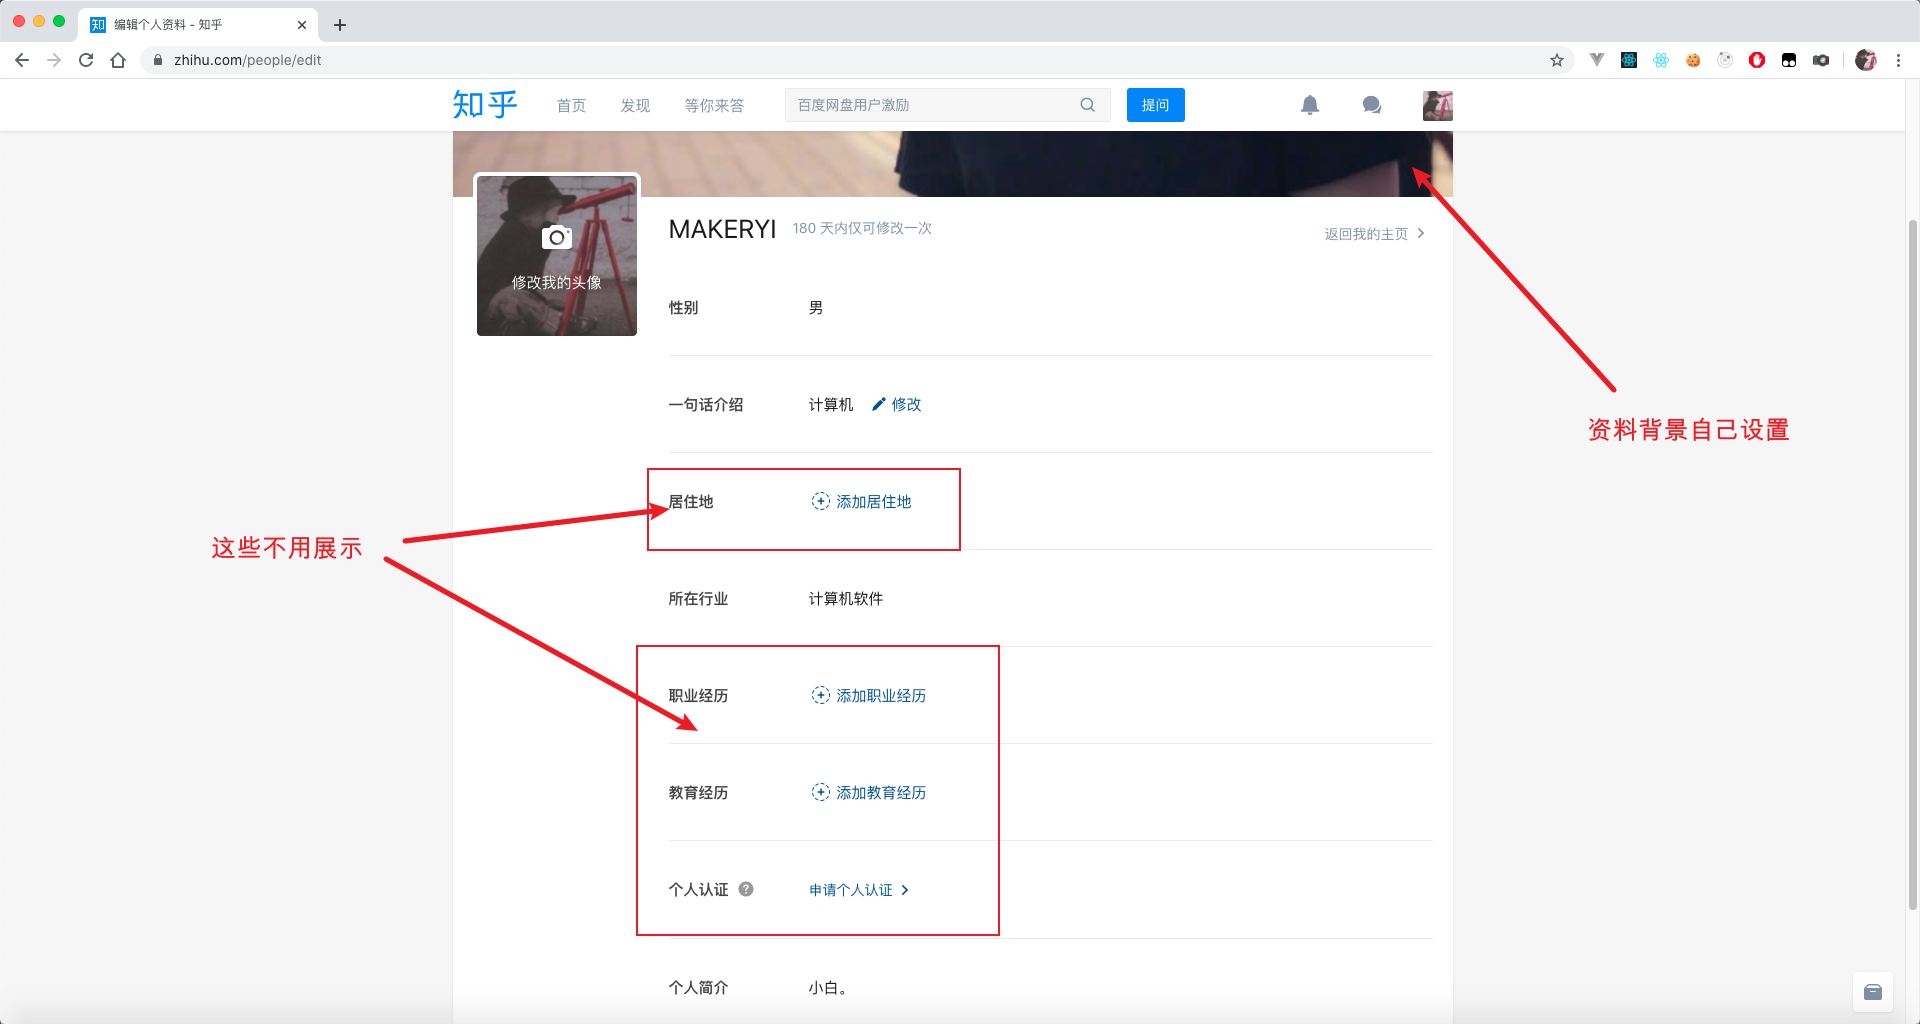 编辑个人资料 - 知乎
zhihu.com/people/edit
知乎 首页 发现 等你来答 百度网盘用户激励 提问
修改我的头像
MAKERYI 180 天内仅可修改一次
返回我的主页
性别 男
一句话介绍 计算机 修改
资料背景自己设置
居住地 添加居住地
这些不用展示
所在行业 计算机软件
职业经历 添加职业经历
教育经历 添加教育经历
个人认证 ? 申请个人认证
个人简介 小白。